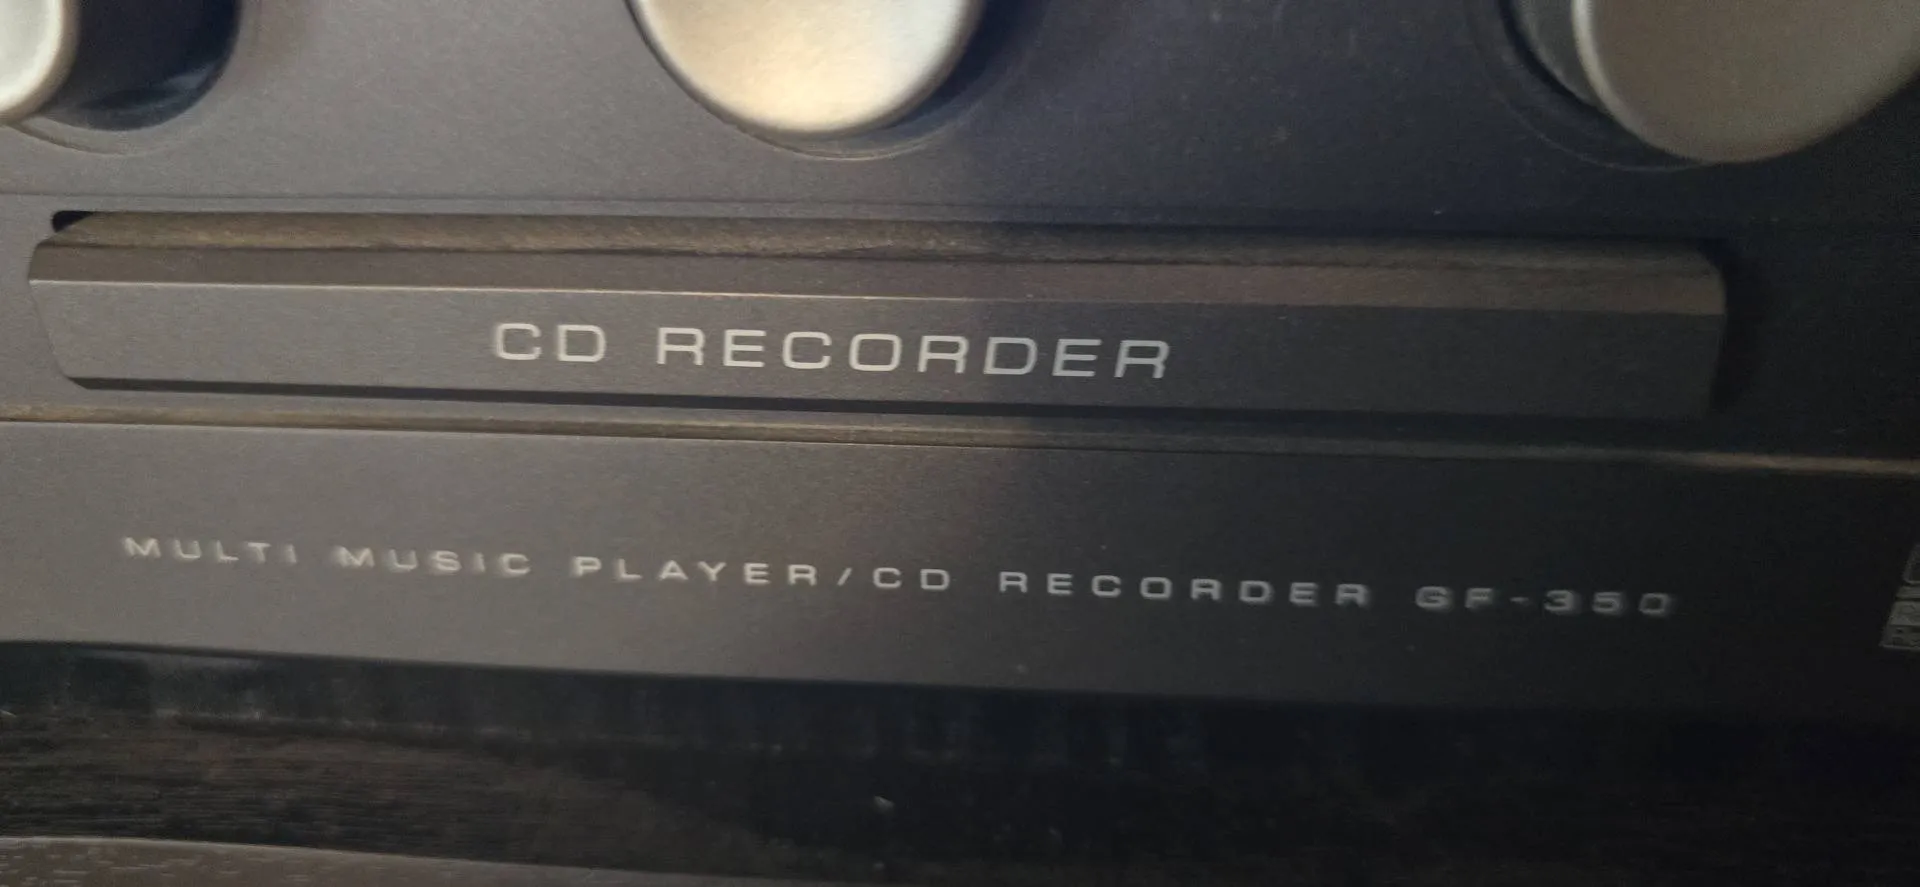 CD RECORDER
MULTI MUSIC PLAYER/CD RECORDER GF-350